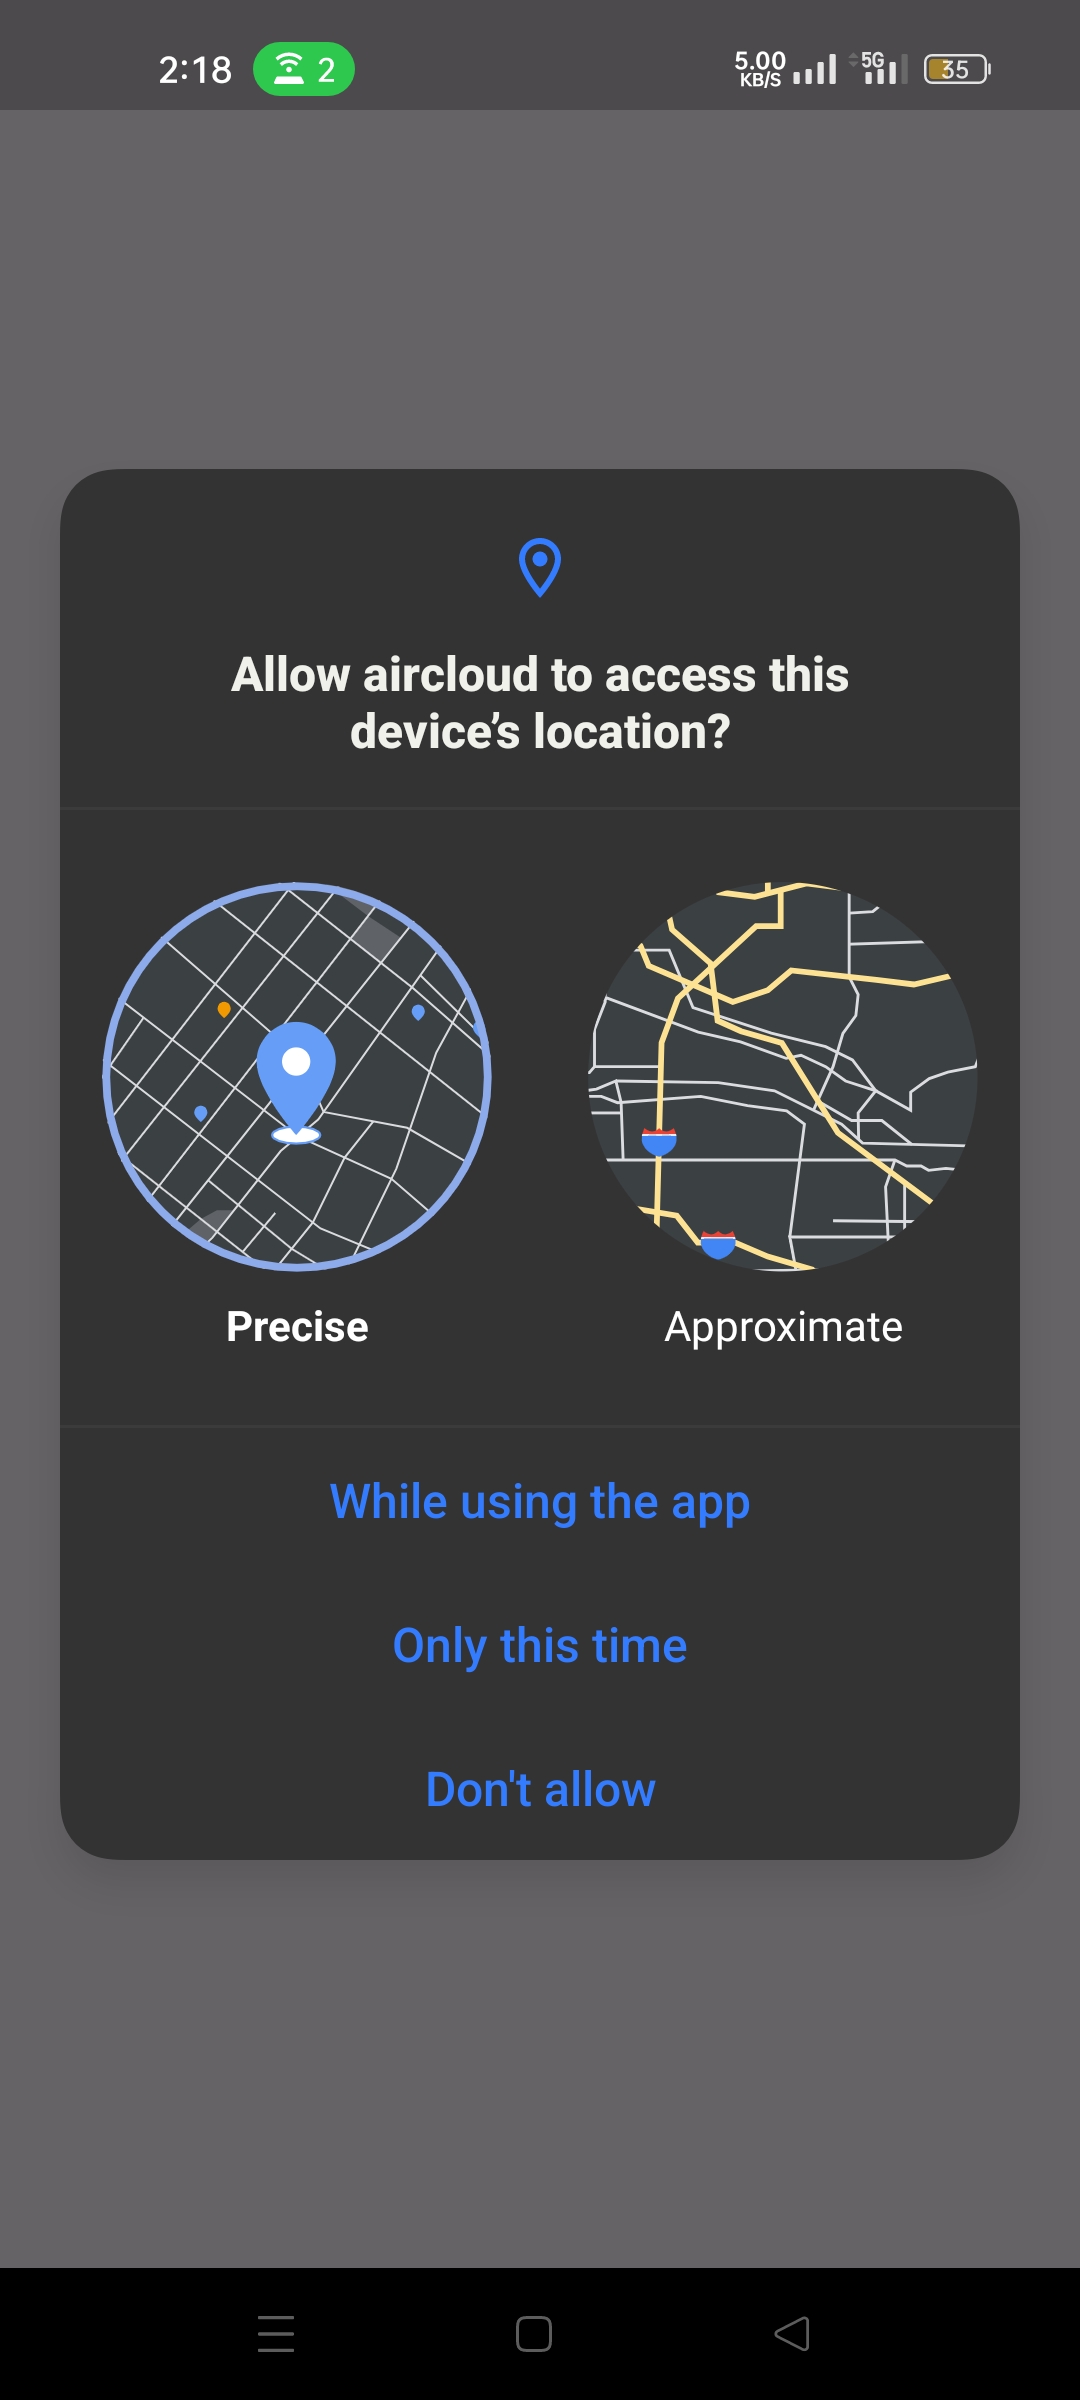 2:18
2
5.00
KB/S
5G
35
Allow aircloud to access this
device’s location?
Precise
Approximate
While using the app
Only this time
Don't allow